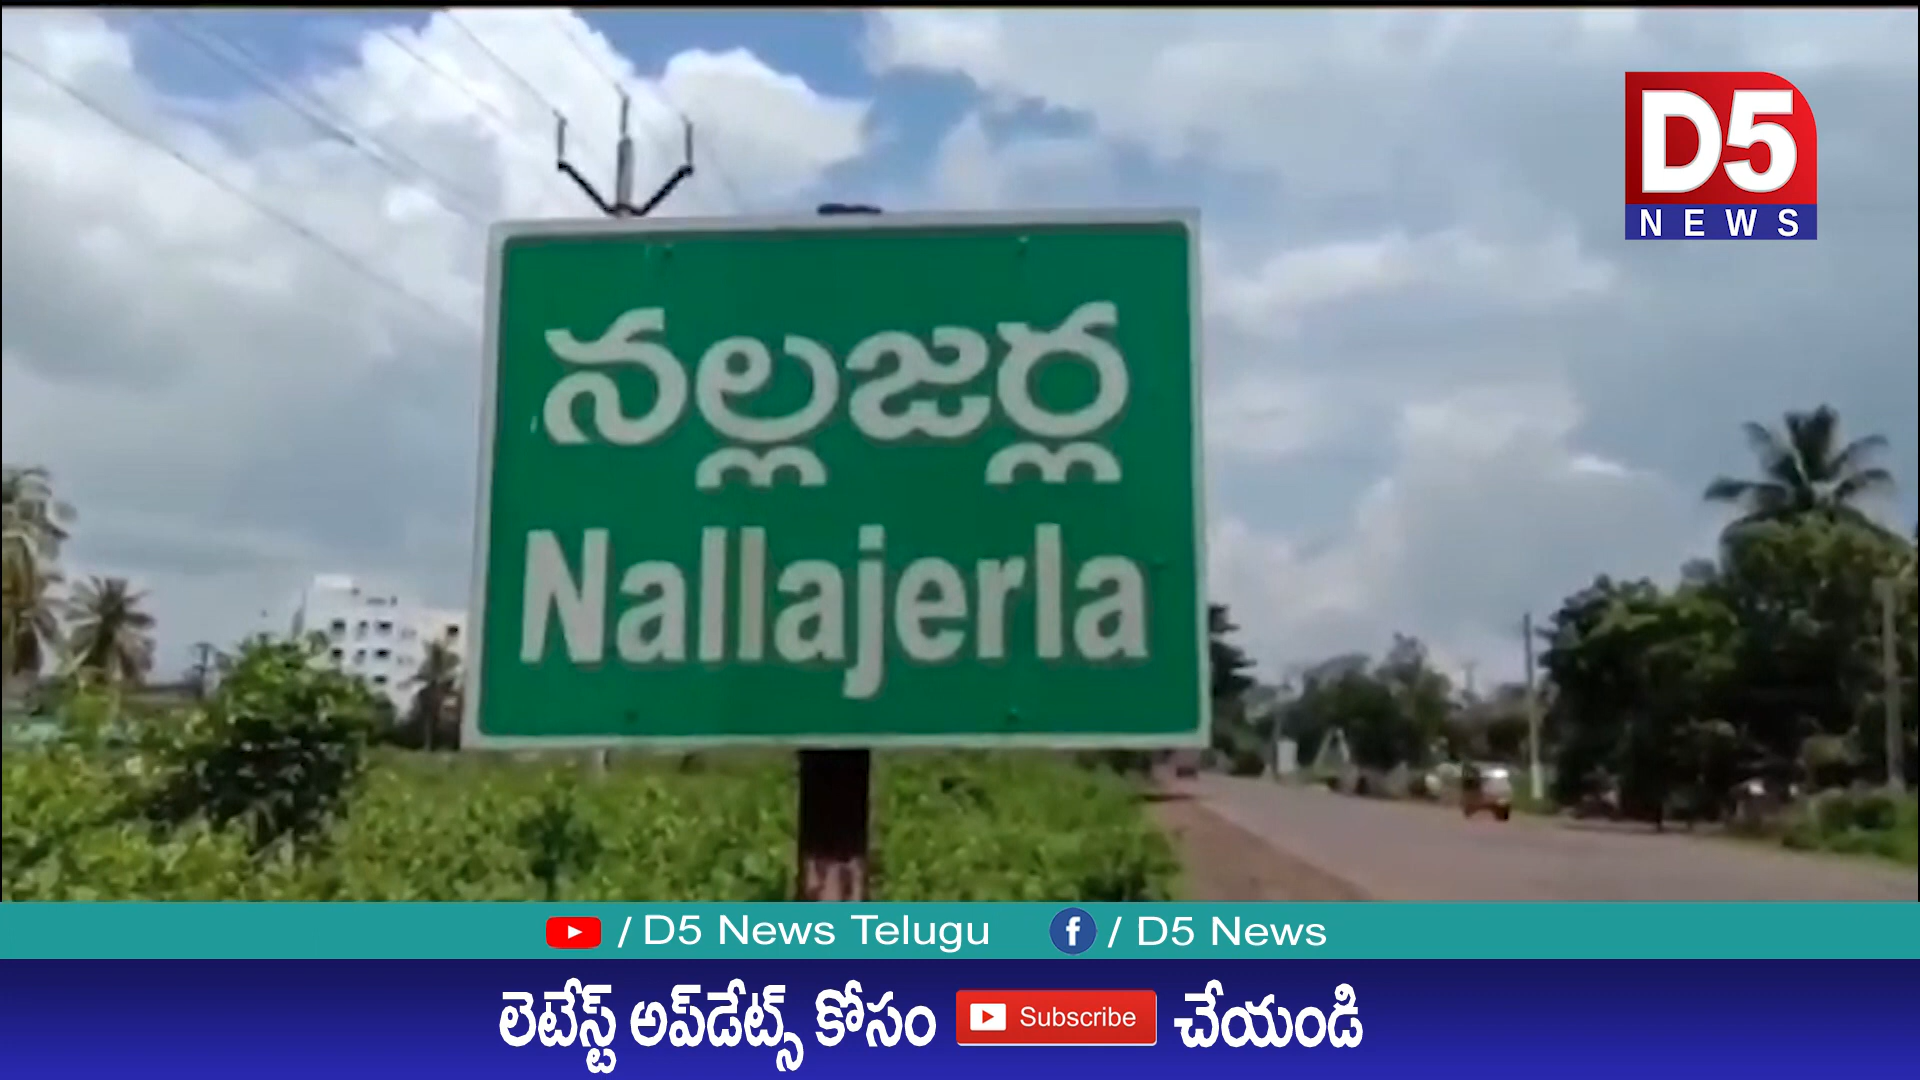 D5
NEWS
నల్లజర్ల
Nallajerla
/ D5 News Telugu / D5 News
లెటేస్ట్ అప్‌డేట్స్ కోసం Subscribe చేయండి